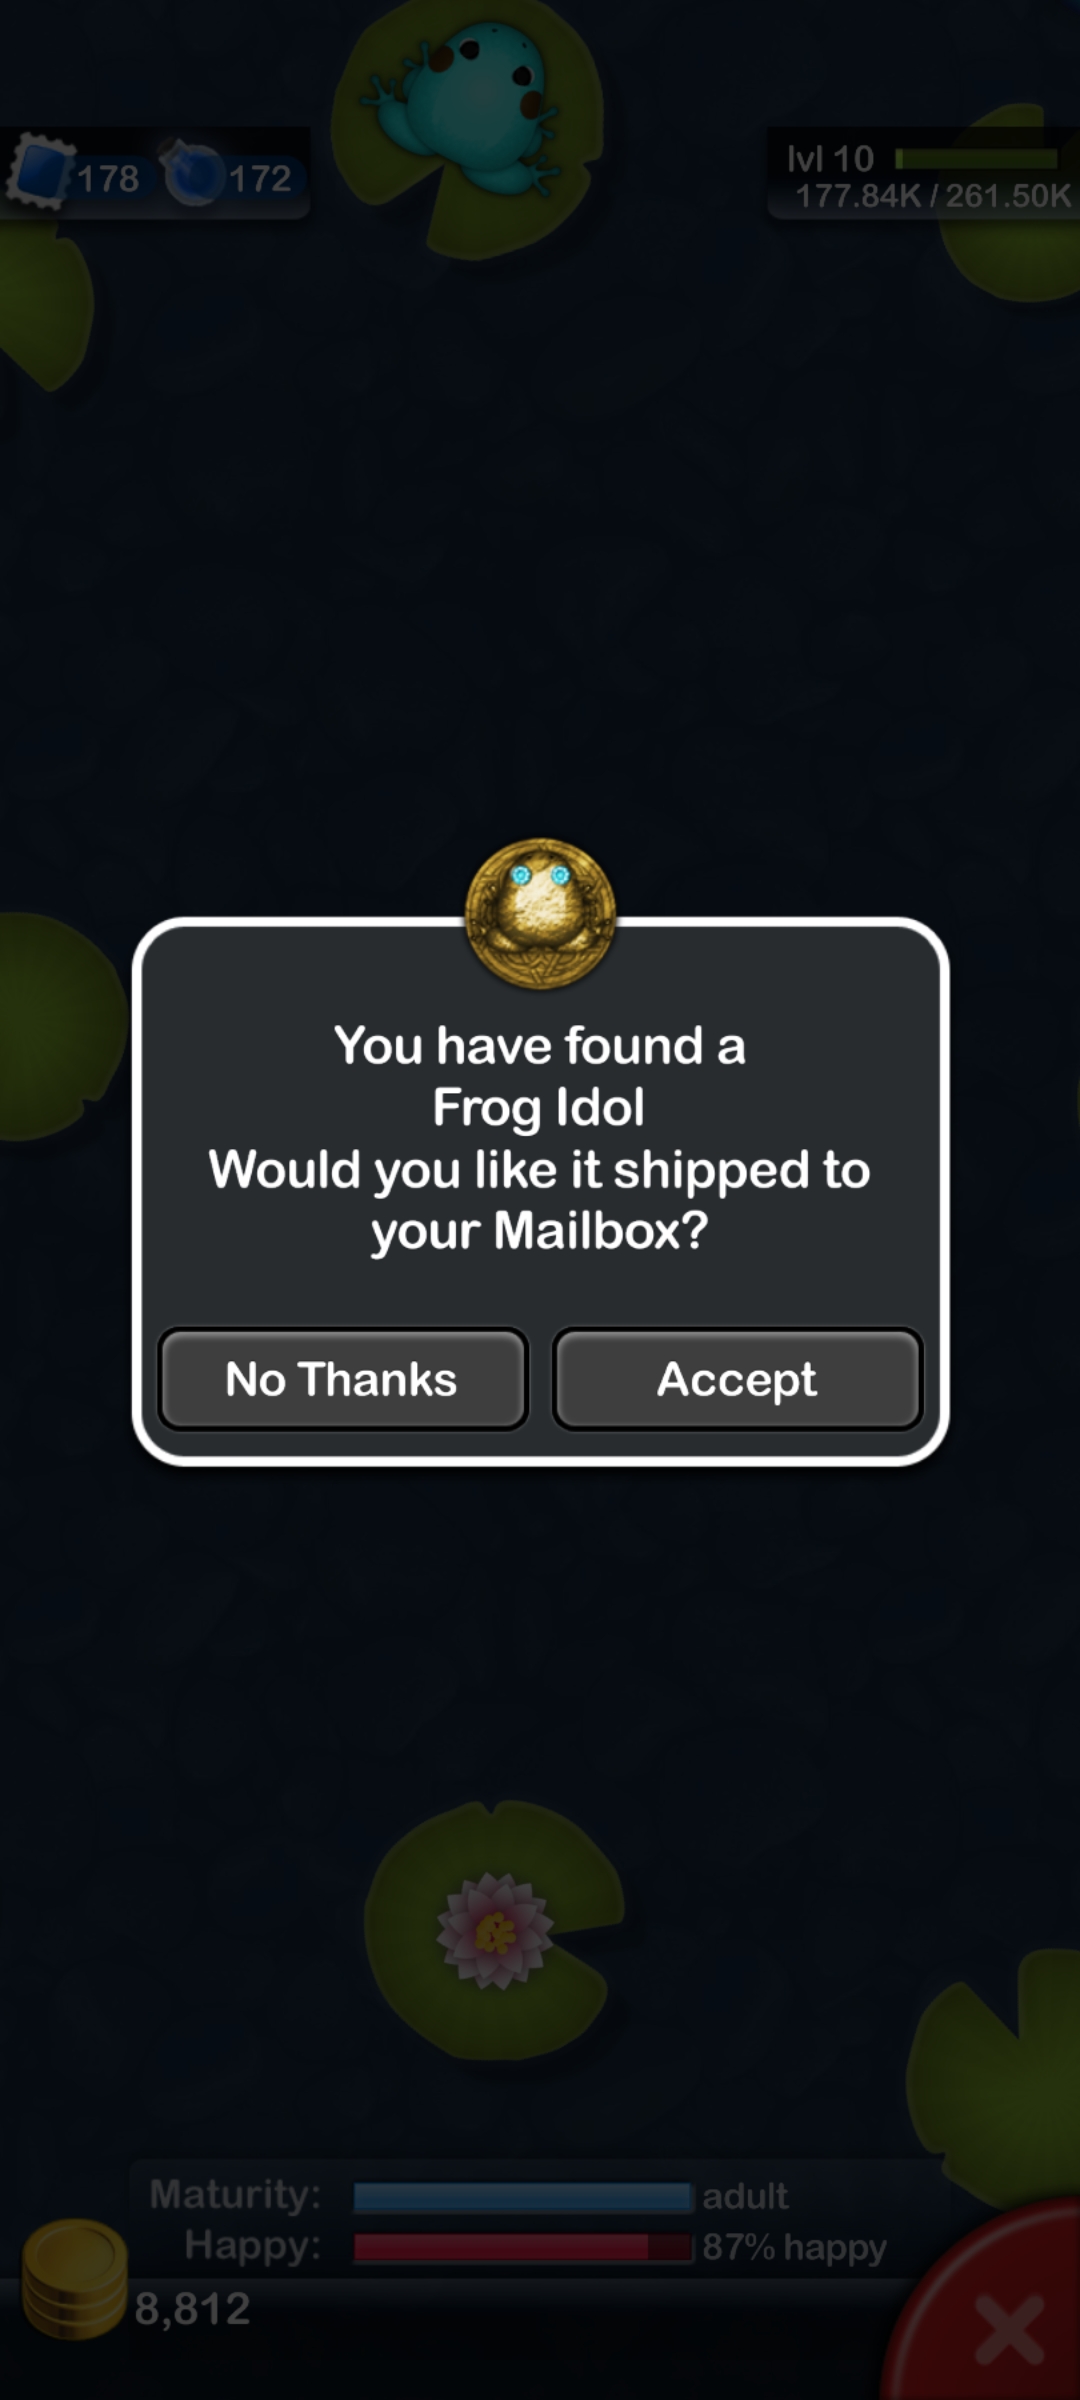 178 172
lvl 10
177.84K / 261.50K
You have found a
Frog Idol
Would you like it shipped to
your Mailbox?
No Thanks Accept
Maturity: adult
Happy: 87% happy
8,812